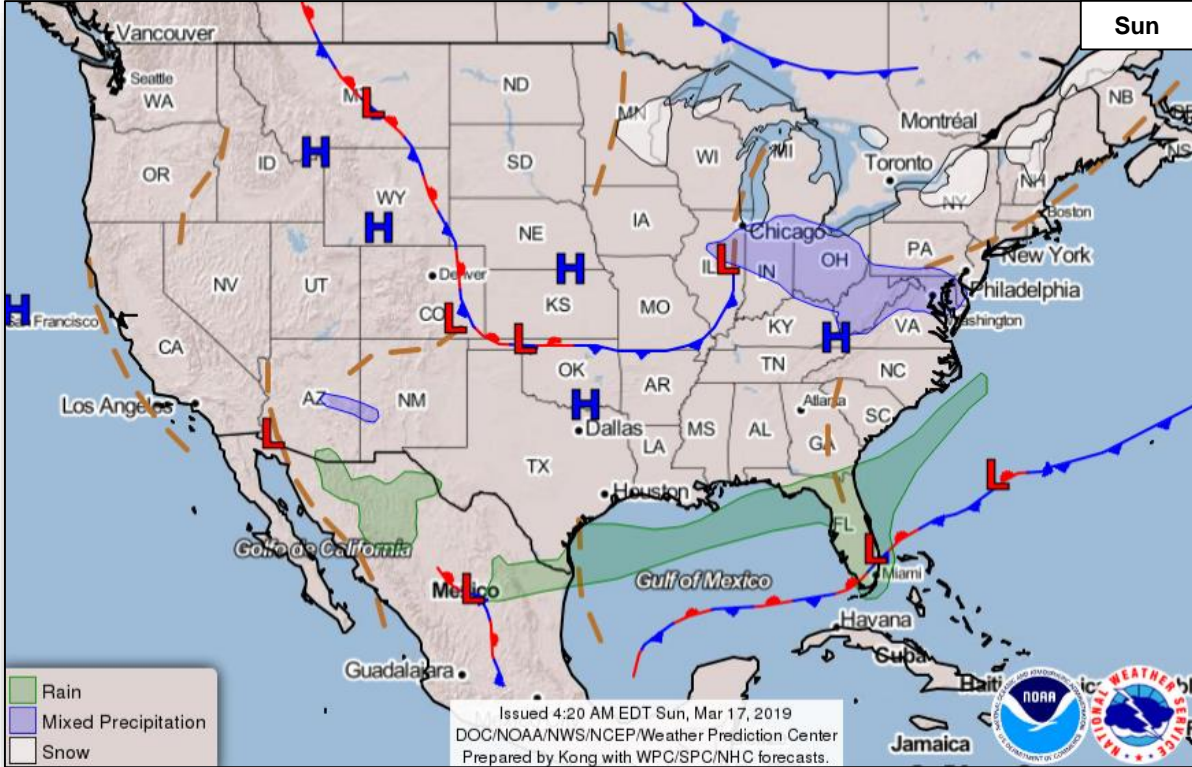 Sun
Vancouver
Seattle
WA
MT
ND
MN
NB
Montréal
OR
ID
SD
WI
MI
Toronto
NH
NS
WY
NY
Boston
IA
NE
Chicago
PA
New York
NV
UT
Denver
IL
IN
OH
Philadelphia
San Francisco
CO
KS
MO
KY
VA
Washington
CA
TN
NC
Los Angeles
AZ
NM
OK
AR
Atlanta
SC
Dallas
MS
AL
GA
LA
TX
Houston
FL
Golfo de California
Gulf of Mexico
Miami
Mexico
Havana
Cuba
Guadalajara
Jamaica
H
H
H
H
H
H
L
L
L
L
L
L
L
L
Rain
Mixed Precipitation
Snow
Issued 4:20 AM EDT Sun, Mar 17, 2019
DOC/NOAA/NWS/NCEP/Weather Prediction Center
Prepared by Kong with WPC/SPC/NHC forecasts.
NOAA
NATIONAL WEATHER SERVICE